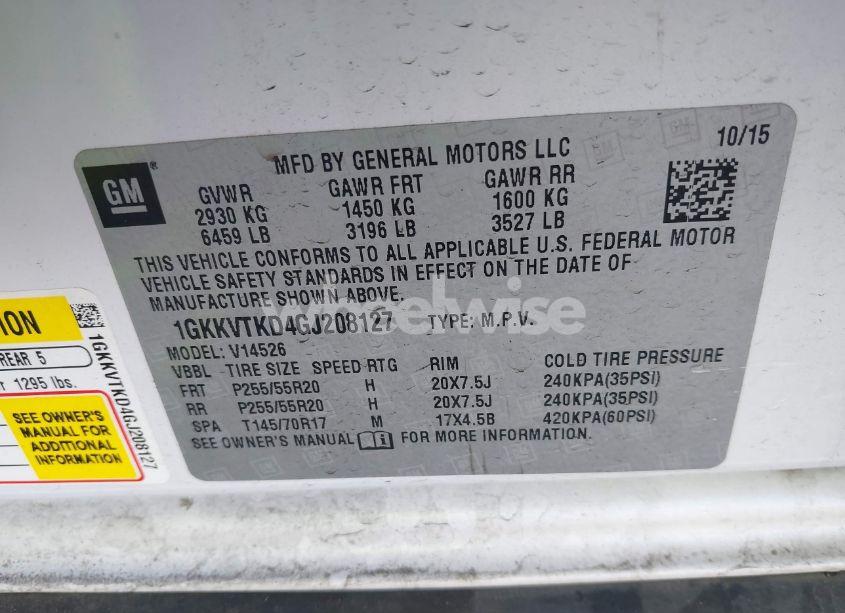 MFD BY GENERAL MOTORS LLC
10/15
GM
GVWR GAWR FRT GAWR RR
2930 KG 1450 KG 1600 KG
6459 LB 3196 LB 3527 LB
THIS VEHICLE CONFORMS TO ALL APPLICABLE U.S. FEDERAL MOTOR
VEHICLE SAFETY STANDARDS IN EFFECT ON THE DATE OF
MANUFACTURE SHOWN ABOVE.
1GKKVTKD4GJ208127 TYPE: M.P.V.
wheelwise
MODEL: V14526
VBBL TIRE SIZE SPEED RTG RIM COLD TIRE PRESSURE
FRT P255/55R20 H 20X7.5J 240KPA(35PSI)
RR P255/55R20 H 20X7.5J 240KPA(35PSI)
SPA T145/70R17 M 17X4.5B 420KPA(60PSI)
SEE OWNER'S MANUAL FOR MORE INFORMATION.
REAR 5
1295 lbs.
SEE OWNER'S
MANUAL FOR
ADDITIONAL
INFORMATION
1GKKVTKD4GJ208127